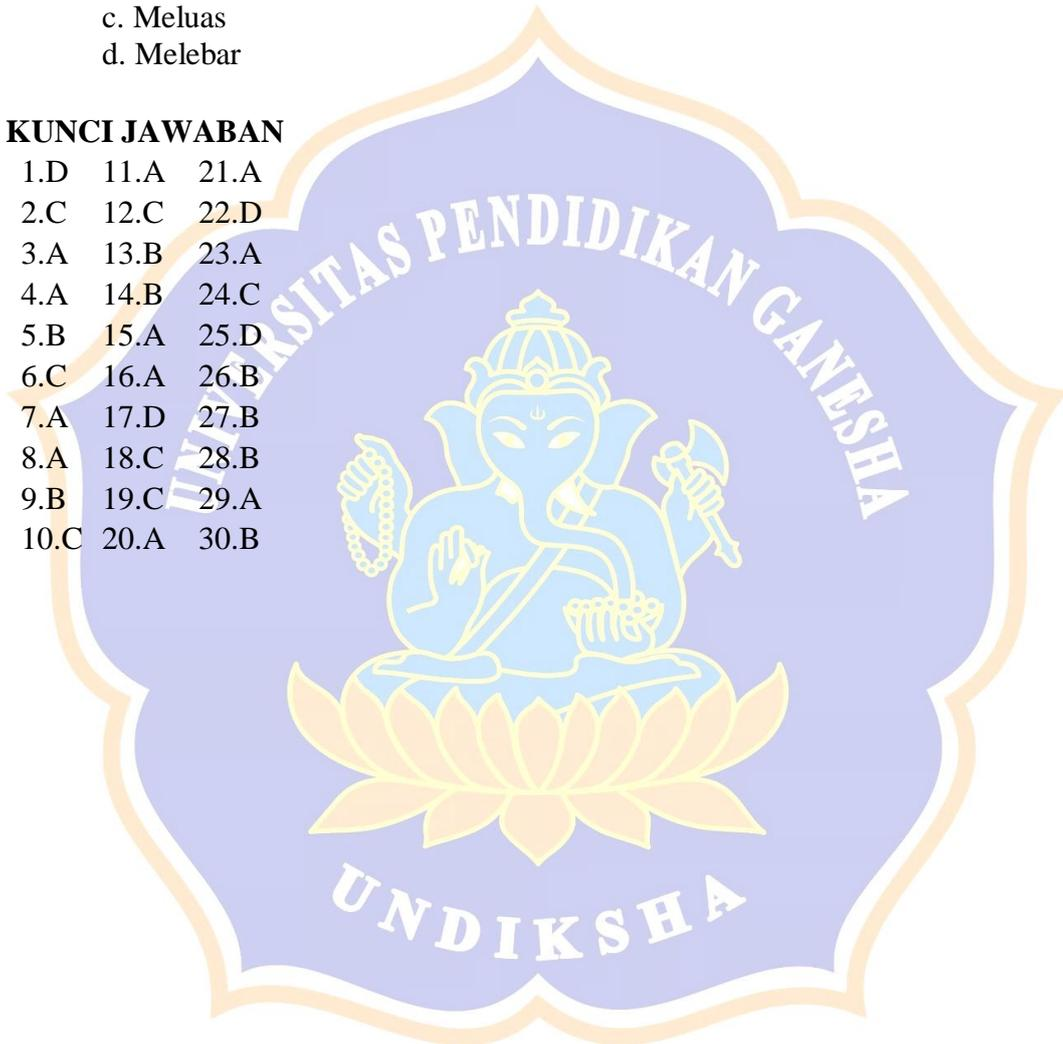 c. Meluas
d. Melebar
KUNCI JAWABAN
1.D 11.A 21.A
2.C 12.C 22.D
3.A 13.B 23.A
4.A 14.B 24.C
5.B 15.A 25.D
6.C 16.A 26.B
7.A 17.D 27.B
8.A 18.C 28.B
9.B 19.C 29.A
10.C 20.A 30.B
UNIVERSITAS PENDIDIKAN GANESHA
UNDIKSHA